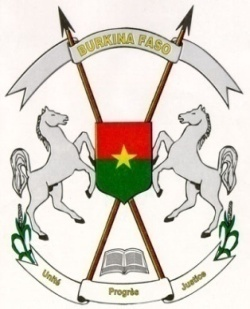 BURKINA FASO
Unité Progrès Justice